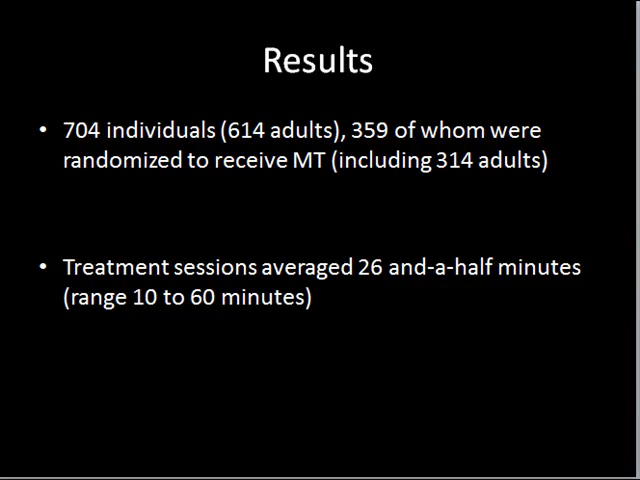 Results
• 704 individuals (614 adults), 359 of whom were
randomized to receive MT (including 314 adults)
• Treatment sessions averaged 26 and-a-half minutes
(range 10 to 60 minutes)